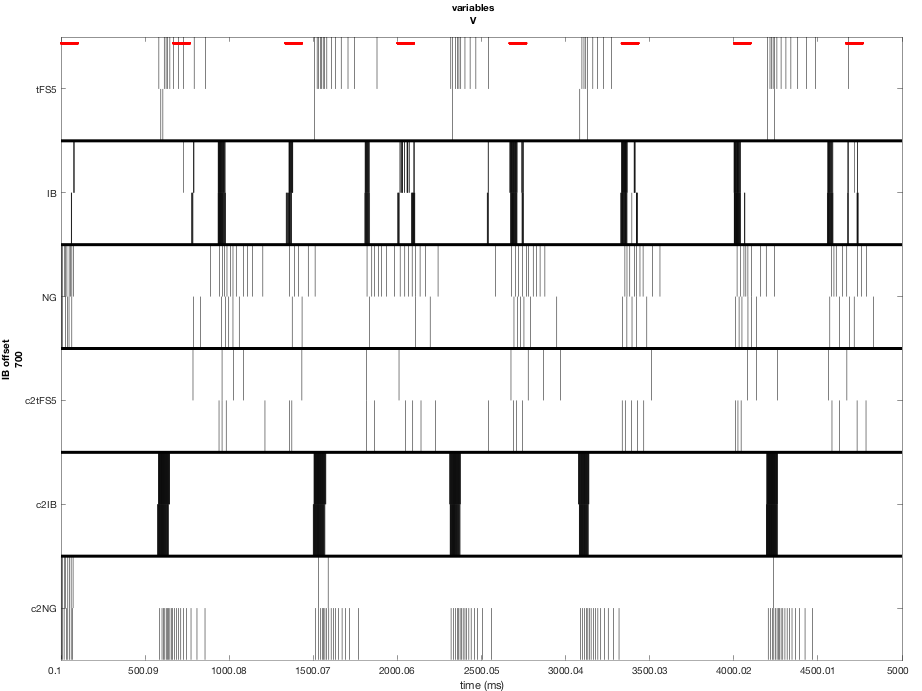 variables
V
tFS5
IB
NG
c2tFS5
c2IB
c2NG
IB offset
700
0.1 500.09 1000.08 1500.07 2000.06 2500.05 3000.04 3500.03 4000.02 4500.01 5000
time (ms)